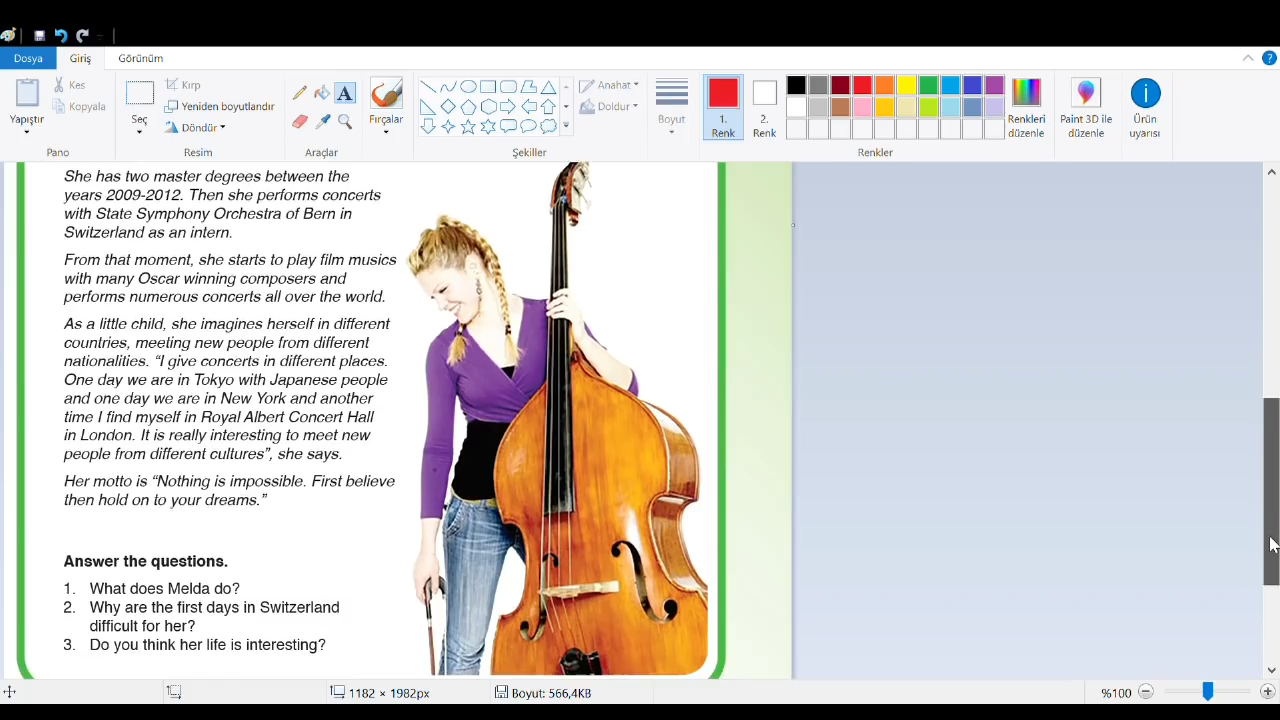 Dosya Giriş Görünüm
Yapıştır
Kes
Kopyala
Pano
Seç
Kırp
Yeniden boyutlandır
Döndür
Resim
Araçlar
Fırçalar
Şekiller
Anahat
Doldur
Boyut
1.
Renk
2.
Renk
Renkleri
düzenle
Renkler
Paint 3D ile
düzenle
Ürün
uyarısı
She has two master degrees between the
years 2009-2012. Then she performs concerts
with State Symphony Orchestra of Bern in
Switzerland as an intern.
From that moment, she starts to play film musics
with many Oscar winning composers and
performs numerous concerts all over the world.
As a little child, she imagines herself in different
countries, meeting new people from different
nationalities. “I give concerts in different places.
One day we are in Tokyo with Japanese people
and one day we are in New York and another
time I find myself in Royal Albert Concert Hall
in London. It is really interesting to meet new
people from different cultures”, she says.
Her motto is “Nothing is impossible. First believe
then hold on to your dreams.”
Answer the questions.
1. What does Melda do?
2. Why are the first days in Switzerland
difficult for her?
3. Do you think her life is interesting?
1182 × 1982px
Boyut: 566,4KB
%100